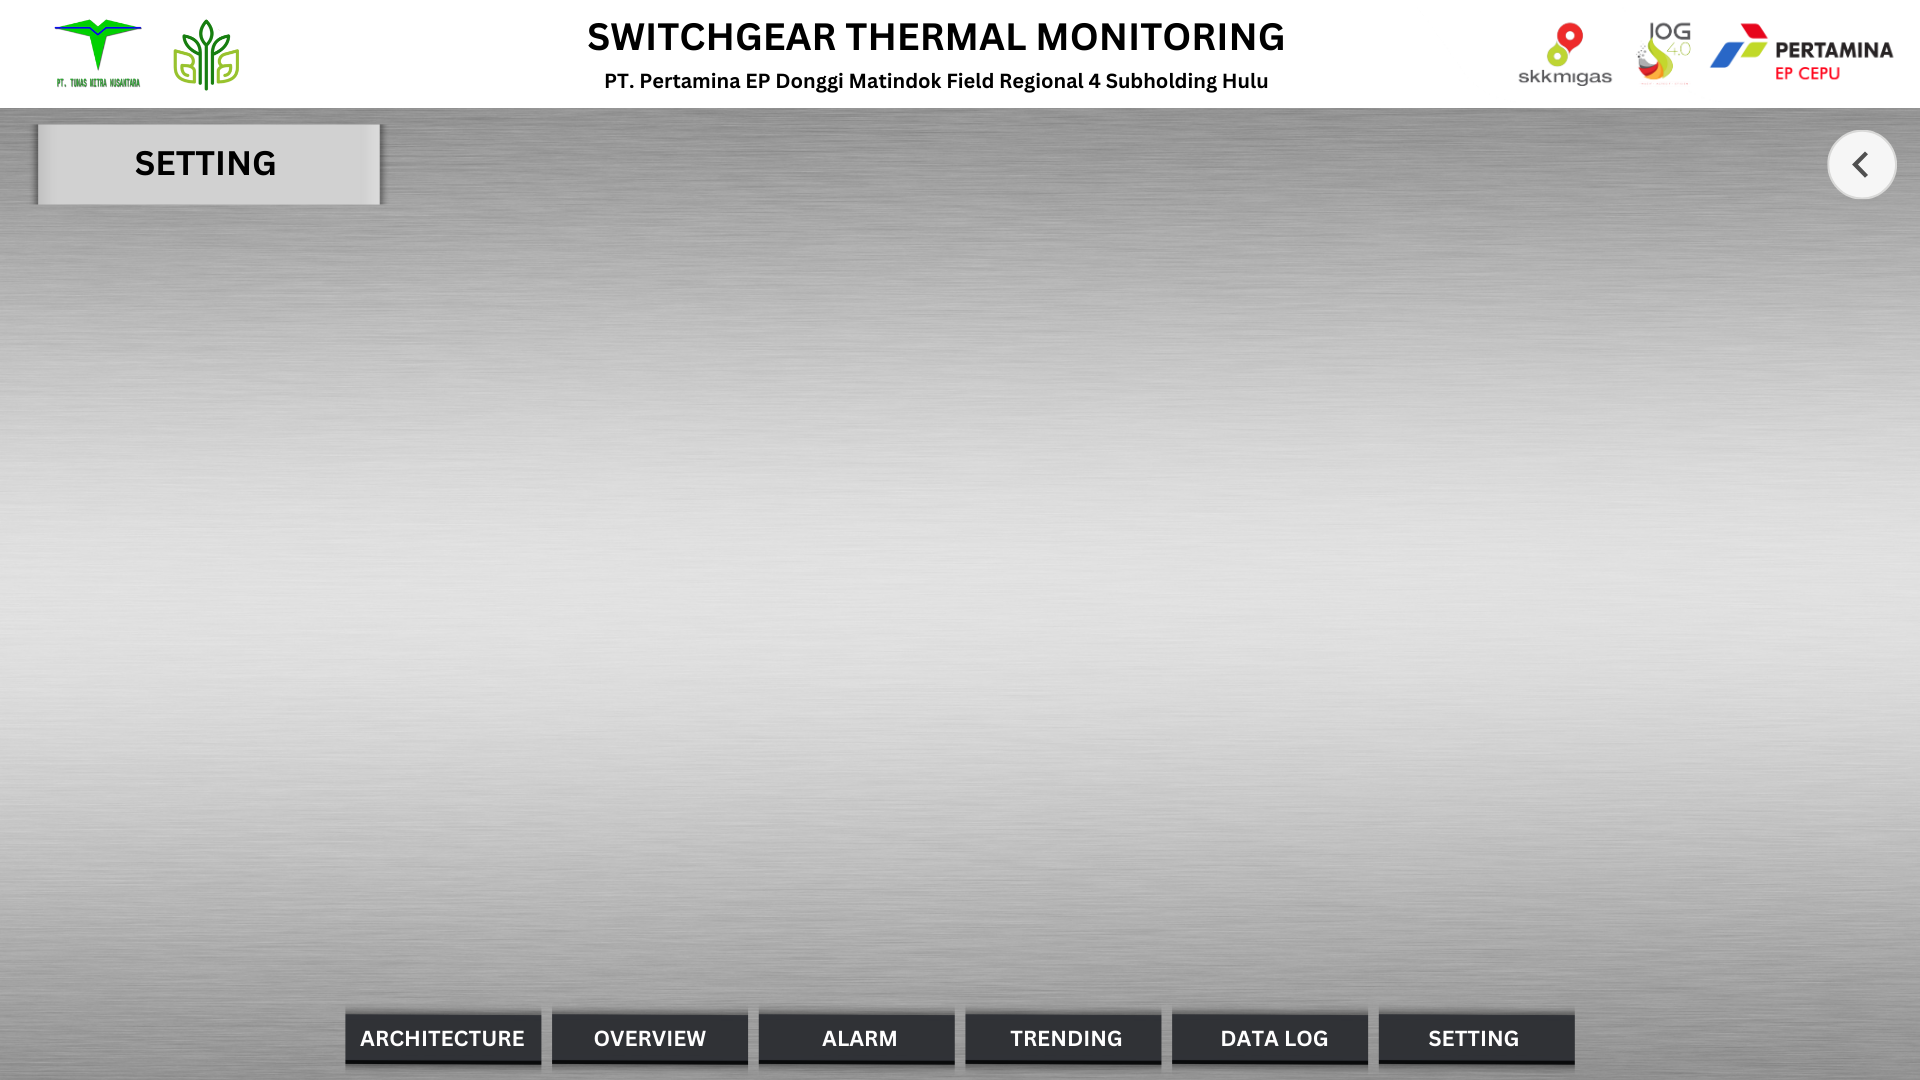 SWITCHGEAR THERMAL MONITORING
PT. Pertamina EP Donggi Matindok Field Regional 4 Subholding Hulu
PT. TUNAS MITRA NUSANTARA
skkmigas
IOG
4.0
PERTAMINA
EP CEPU
SETTING
ARCHITECTURE
OVERVIEW
ALARM
TRENDING
DATA LOG
SETTING